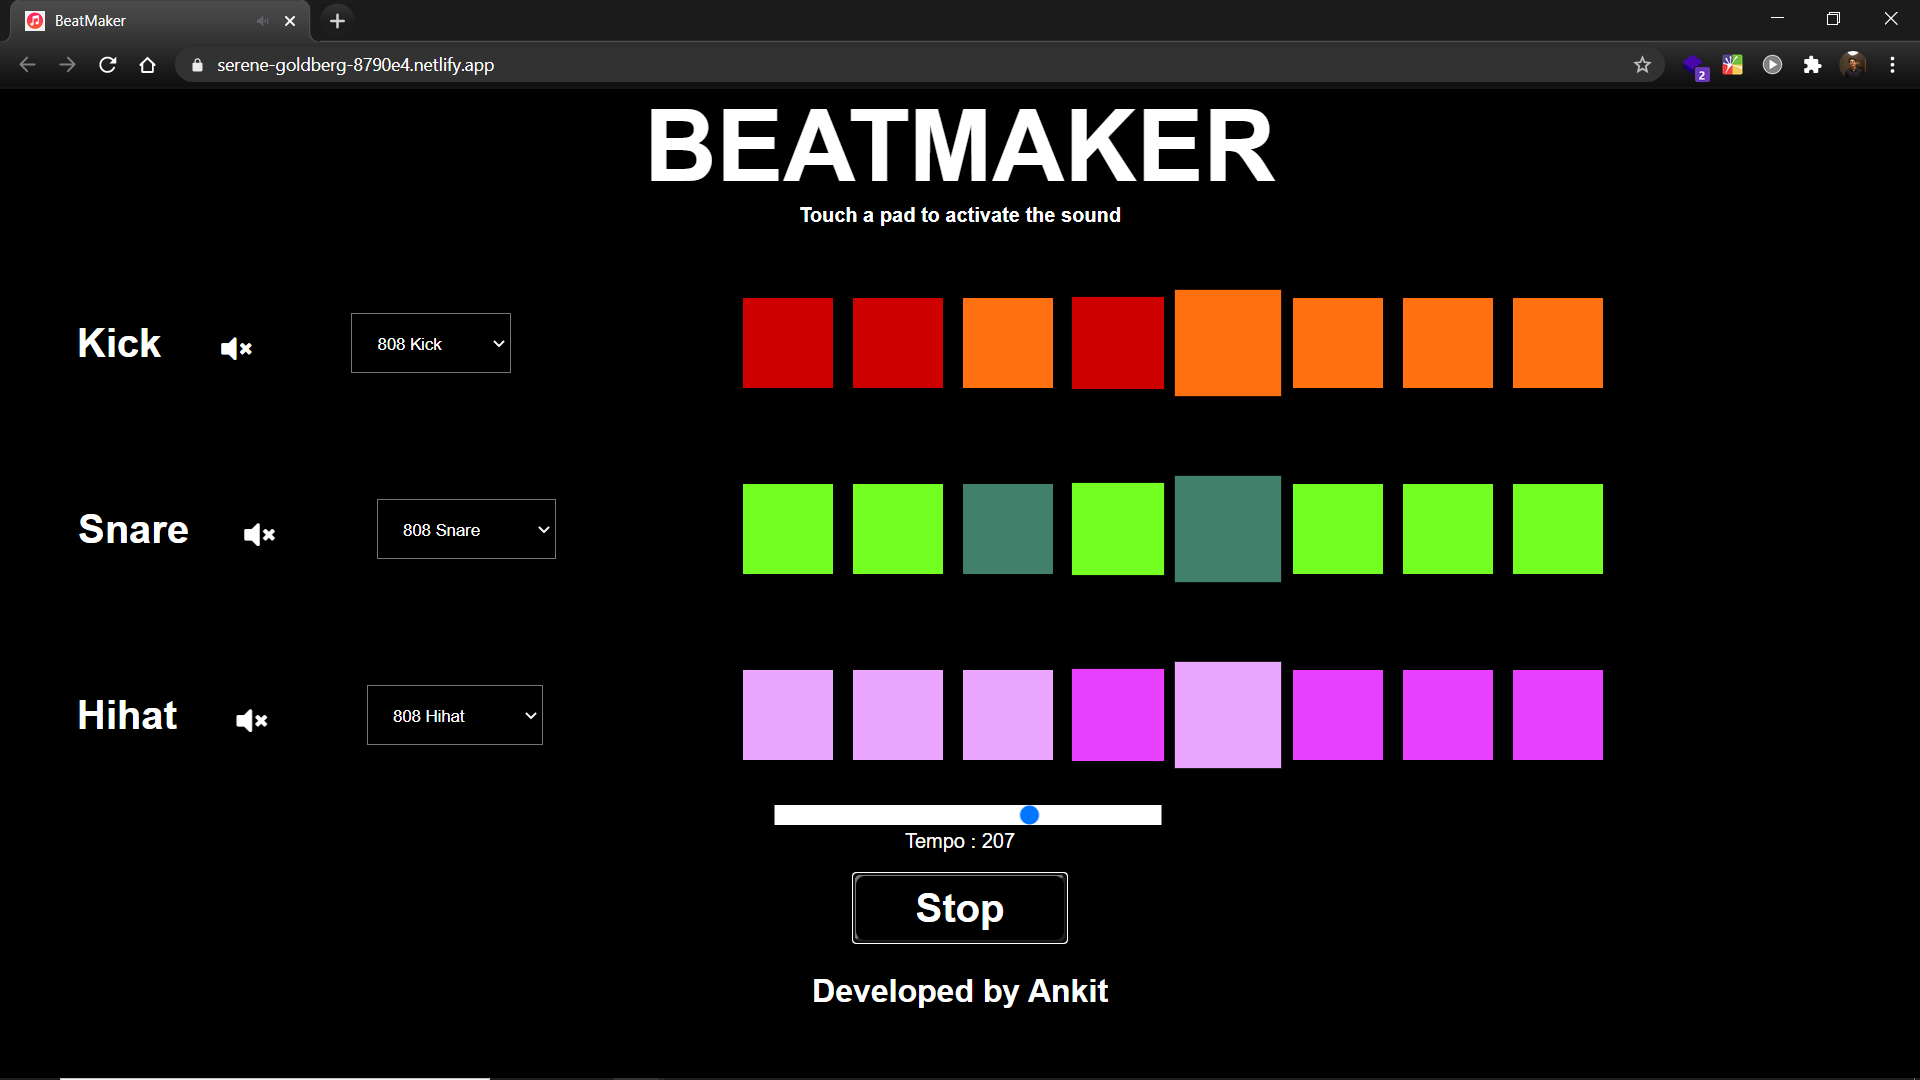 BeatMaker
serene-goldberg-8790e4.netlify.app
2
BEATMAKER
Touch a pad to activate the sound
Kick
808 Kick
Snare
808 Snare
Hihat
808 Hihat
Tempo : 207
Stop
Developed by Ankit